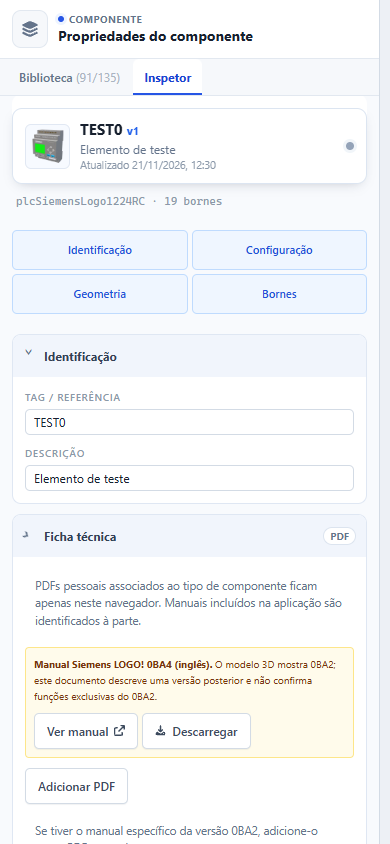 COMPONENTE
Propriedades do componente
Biblioteca (91/135)
Inspetor
TEST0 v1
Elemento de teste
Atualizado 21/11/2026, 12:30
plcSiemensLogo1224RC · 19 bornes
Identificação
Configuração
Geometria
Bornes
Identificação
TAG / REFERÊNCIA
TEST0
DESCRIÇÃO
Elemento de teste
Ficha técnica
PDF
PDFs pessoais associados ao tipo de componente ficam
apenas neste navegador. Manuais incluídos na aplicação são
identificados à parte.
Manual Siemens LOGO! 0BA4 (inglês). O modelo 3D mostra 0BA2;
este documento descreve uma versão posterior e não confirma
funções exclusivas do 0BA2.
Ver manual
Descarregar
Adicionar PDF
Se tiver o manual específico da versão 0BA2, adicione-o